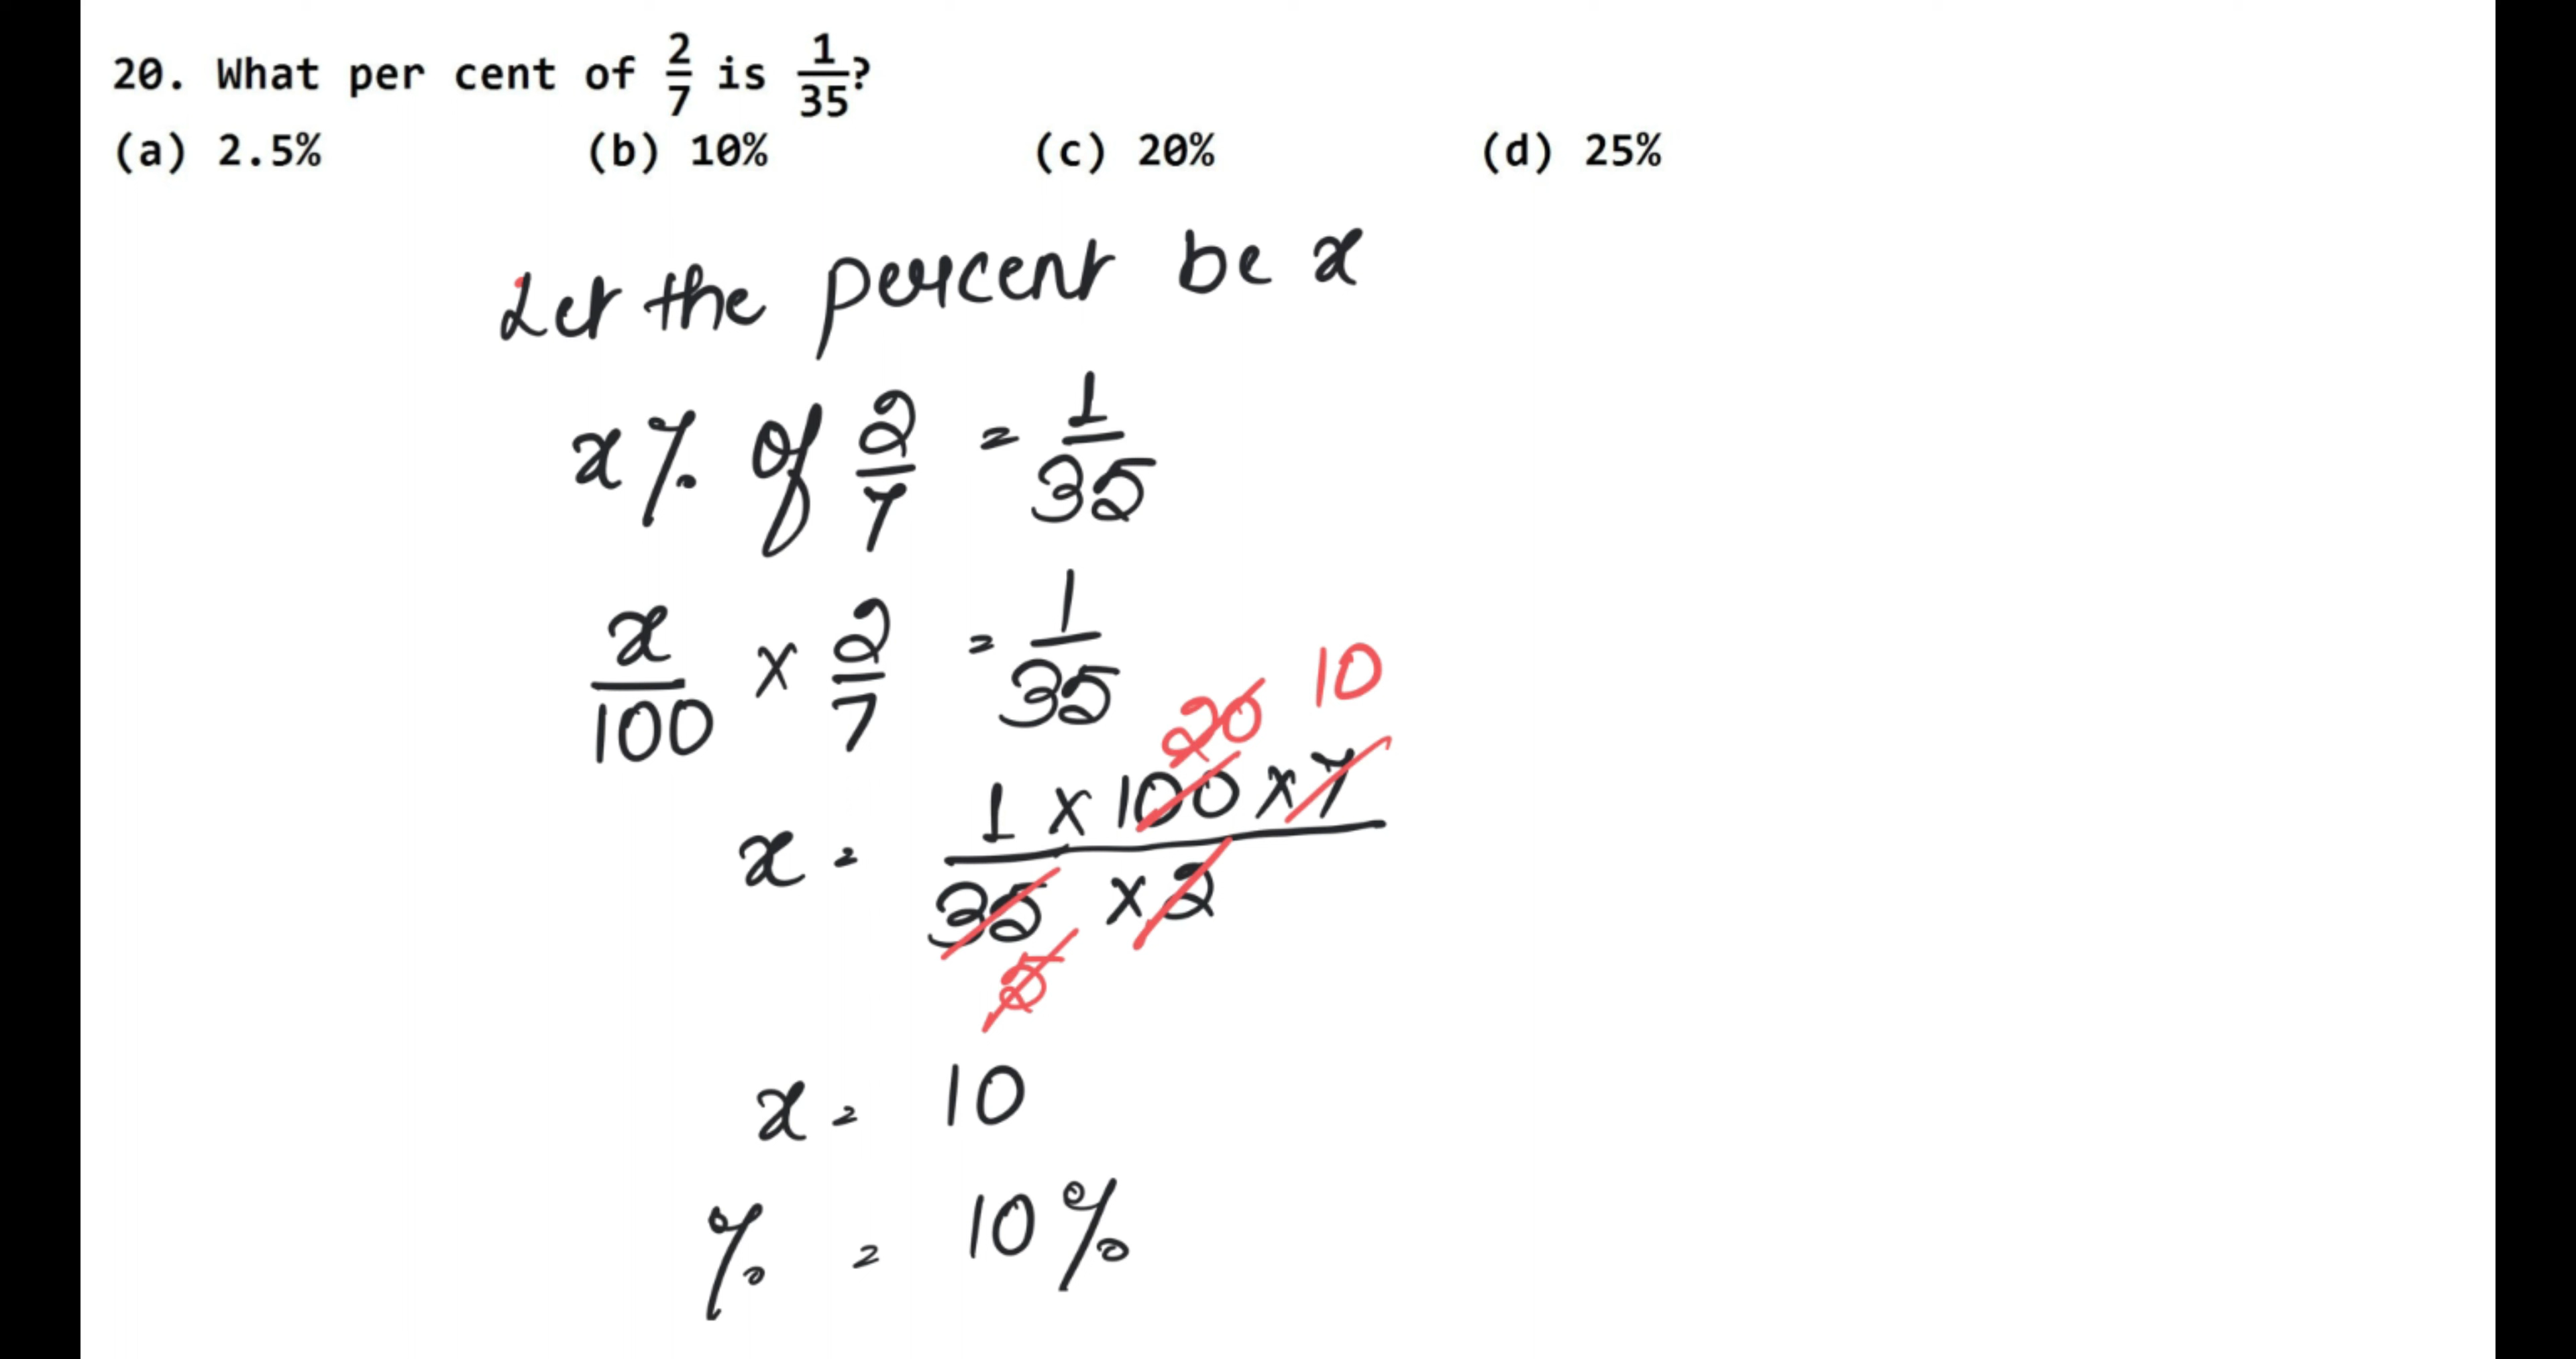 20. What per cent of 2/7 is 1/35?
(a) 2.5% (b) 10% (c) 20% (d) 25%
Let the percent be x
x% of 2/7 = 1/35
x/100 × 2/7 = 1/35
20 10
x = 1 × 100 × 7 / 35 × 2
5
x = 10
% = 10%